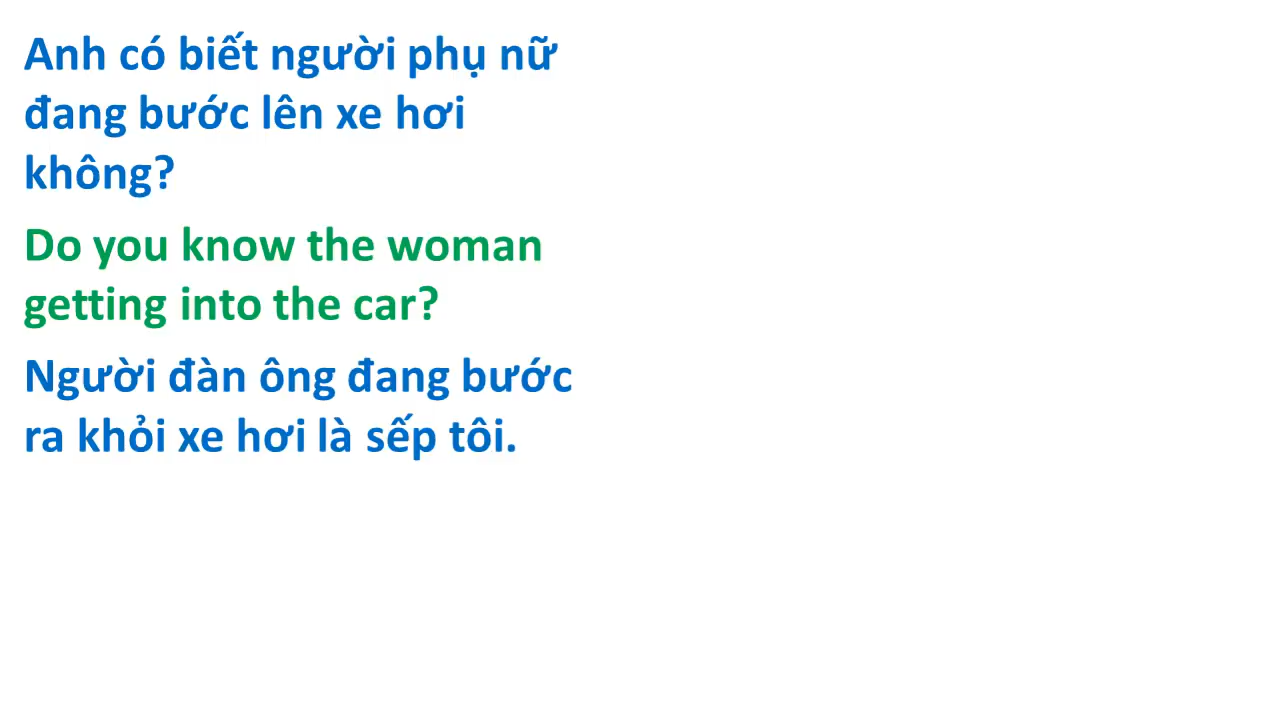 Anh có biết người phụ nữ
đang bước lên xe hơi
không?
Do you know the woman
getting into the car?
Người đàn ông đang bước
ra khỏi xe hơi là sếp tôi.